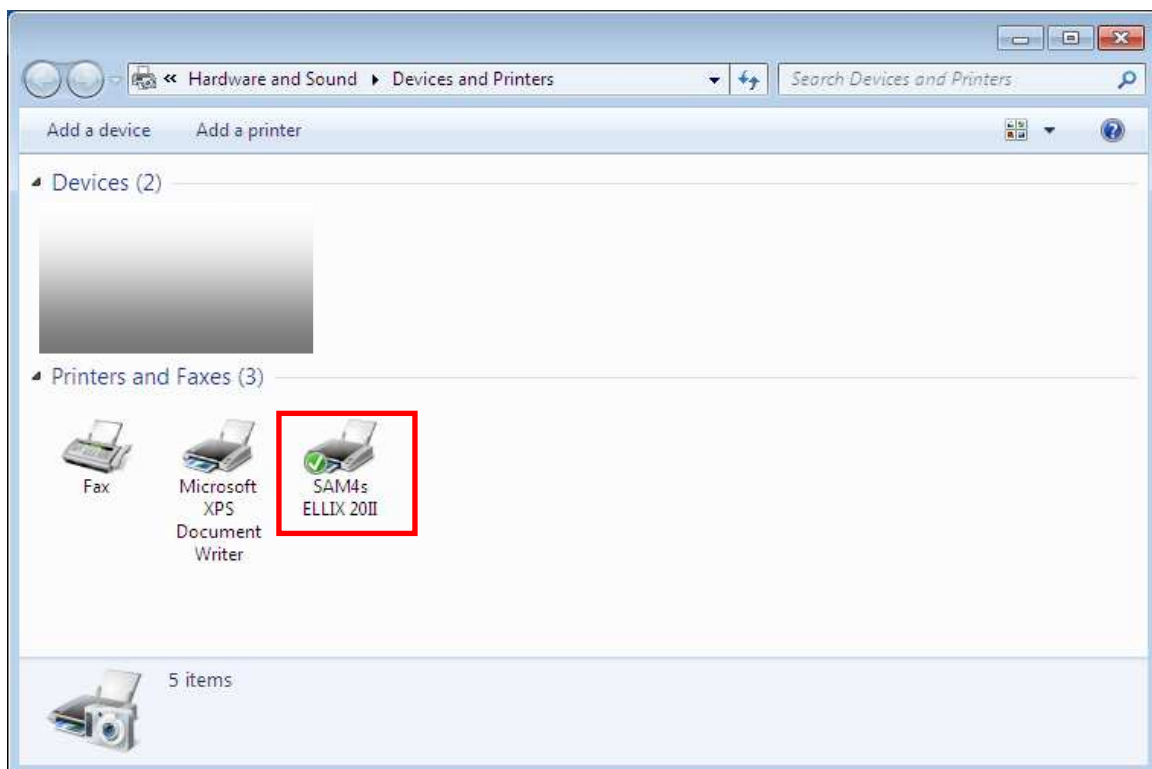 « Hardware and Sound ▸ Devices and Printers
Search Devices and Printers
Add a device
Add a printer
Devices (2)
Printers and Faxes (3)
Fax
Microsoft
XPS
Document
Writer
SAM4s
ELLIX 20II
5 items